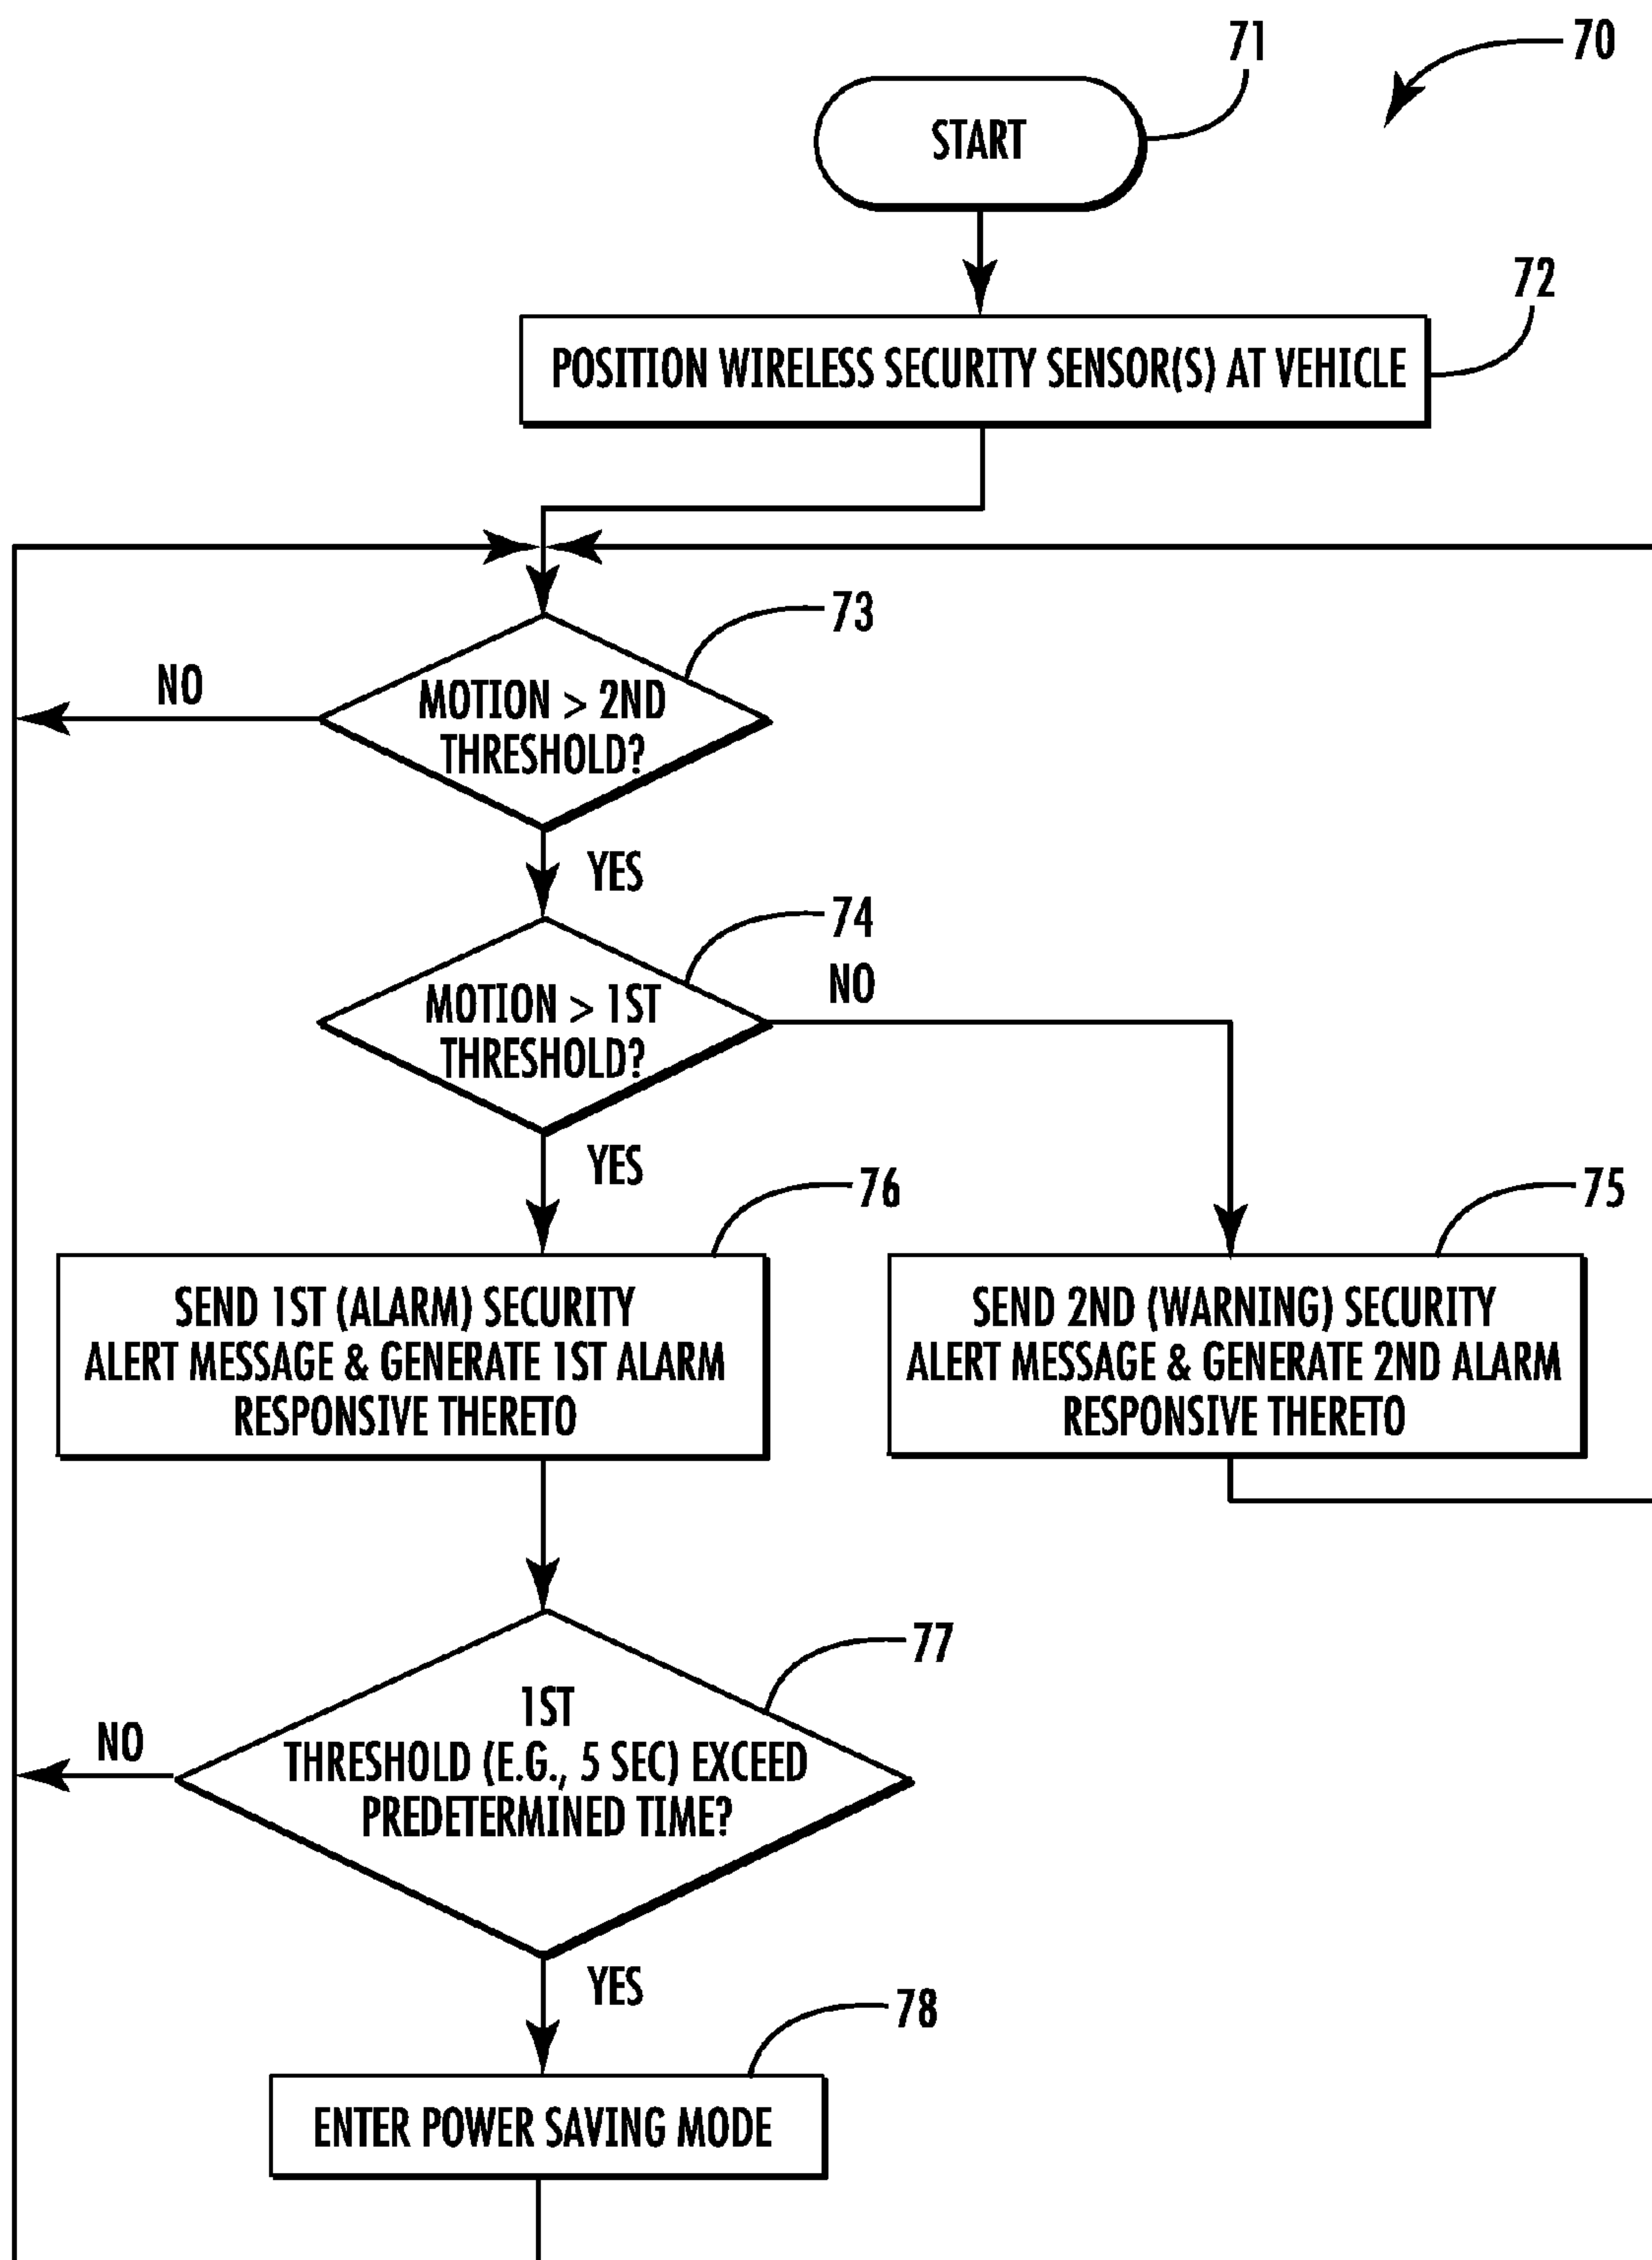 71
70
START
72
POSITION WIRELESS SECURITY SENSOR(S) AT VEHICLE
73
NO
MOTION > 2ND
THRESHOLD?
YES
74
NO
MOTION > 1ST
THRESHOLD?
YES
76
75
SEND 1ST (ALARM) SECURITY
ALERT MESSAGE & GENERATE 1ST ALARM
RESPONSIVE THERETO
SEND 2ND (WARNING) SECURITY
ALERT MESSAGE & GENERATE 2ND ALARM
RESPONSIVE THERETO
77
NO
1ST
THRESHOLD (E.G., 5 SEC) EXCEED
PREDETERMINED TIME?
YES
78
ENTER POWER SAVING MODE